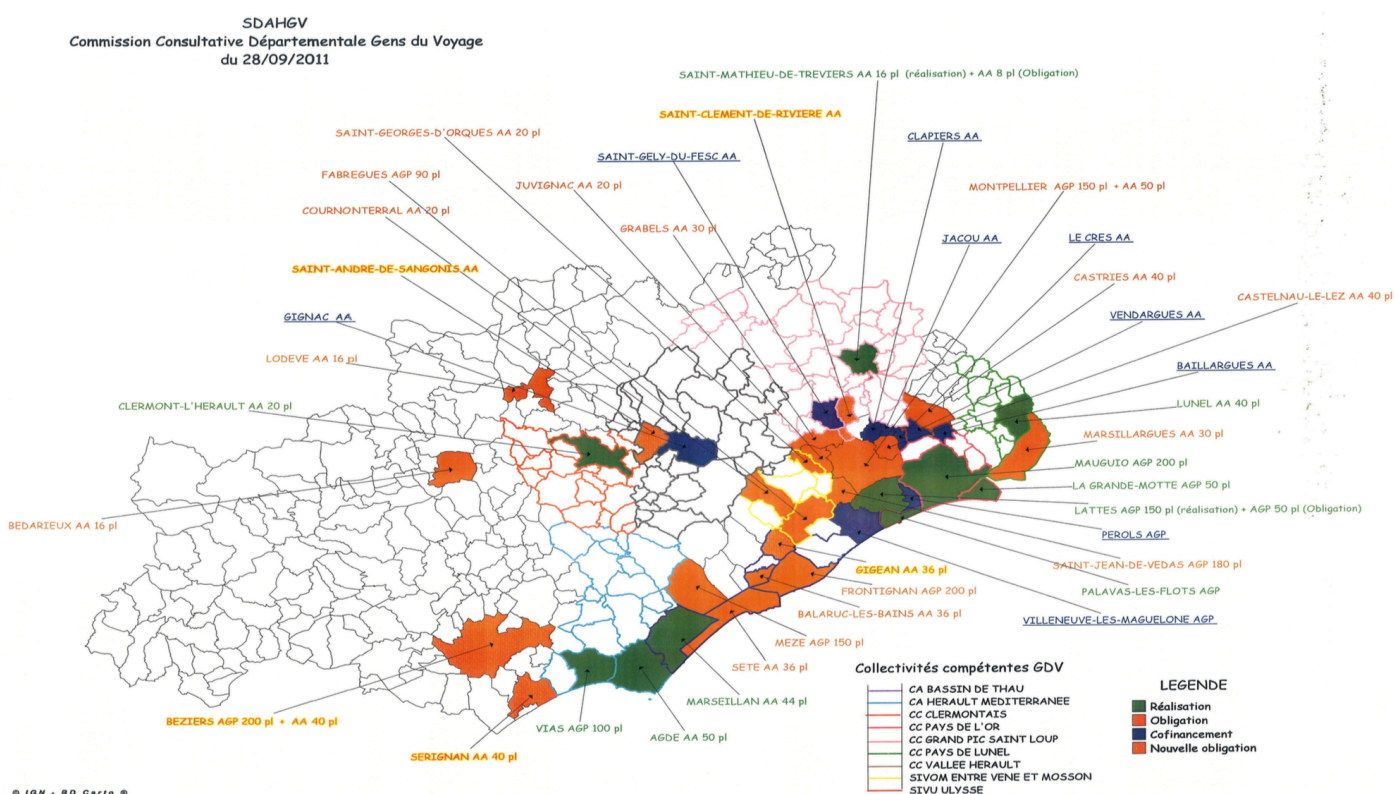 SDAHGV
Commission Consultative Départementale Gens du Voyage
du 28/09/2011
SAINT-MATHIEU-DE-TREVIERS AA 16 pl (réalisation) + AA 8 pl (Obligation)
SAINT-CLEMENT-DE-RIVIERE AA
SAINT-GEORGES-D'ORQUES AA 20 pl
CLAPIERS AA
SAINT-GELY-DU-FESC AA
FABREGUES AGP 90 pl
JUVIGNAC AA 20 pl
MONTPELLIER AGP 150 pl + AA 50 pl
COURNONTERRAL AA 20 pl
GRABELS AA 30 pl
JACOU AA
LE CRES AA
SAINT-ANDRE-DE-SANGONIS AA
CASTRIES AA 40 pl
CASTELNAU-LE-LEZ AA 40 pl
GIGNAC AA
VENDARGUES AA
LODEVE AA 16 pl
BAILLARGUES AA
CLERMONT-L'HERAULT AA 20 pl
LUNEL AA 40 pl
MARSILLARGUES AA 30 pl
MAUGUIO AGP 200 pl
LA GRANDE-MOTTE AGP 50 pl
LATTES AGP 150 pl (réalisation) + AGP 50 pl (Obligation)
BEDARIEUX AA 16 pl
PEROLS AGP
SAINT-JEAN-DE-VEDAS AGP 180 pl
GIGEAN AA 36 pl
FRONTIGNAN AGP 200 pl
PALAVAS-LES-FLOTS AGP
BALARUC-LES-BAINS AA 36 pl
VILLENEUVE-LES-MAGUELONE AGP
MEZE AGP 150 pl
SETE AA 36 pl
MARSEILLAN AA 44 pl
BEZIERS AGP 200 pl + AA 40 pl
VIAS AGP 100 pl
AGDE AA 50 pl
SERIGNAN AA 40 pl
Collectivités compétentes GDV
CA BASSIN DE THAU
CA HERAULT MEDITERRANEE
CC CLERMONTAIS
CC PAYS DE L'OR
CC GRAND PIC SAINT LOUP
CC PAYS DE LUNEL
CC VALLEE HERAULT
SIVOM ENTRE VENE ET MOSSON
SIVU ULYSSE
LEGENDE
Réalisation
Obligation
Cofinancement
Nouvelle obligation
© IGN - BD Carto ®